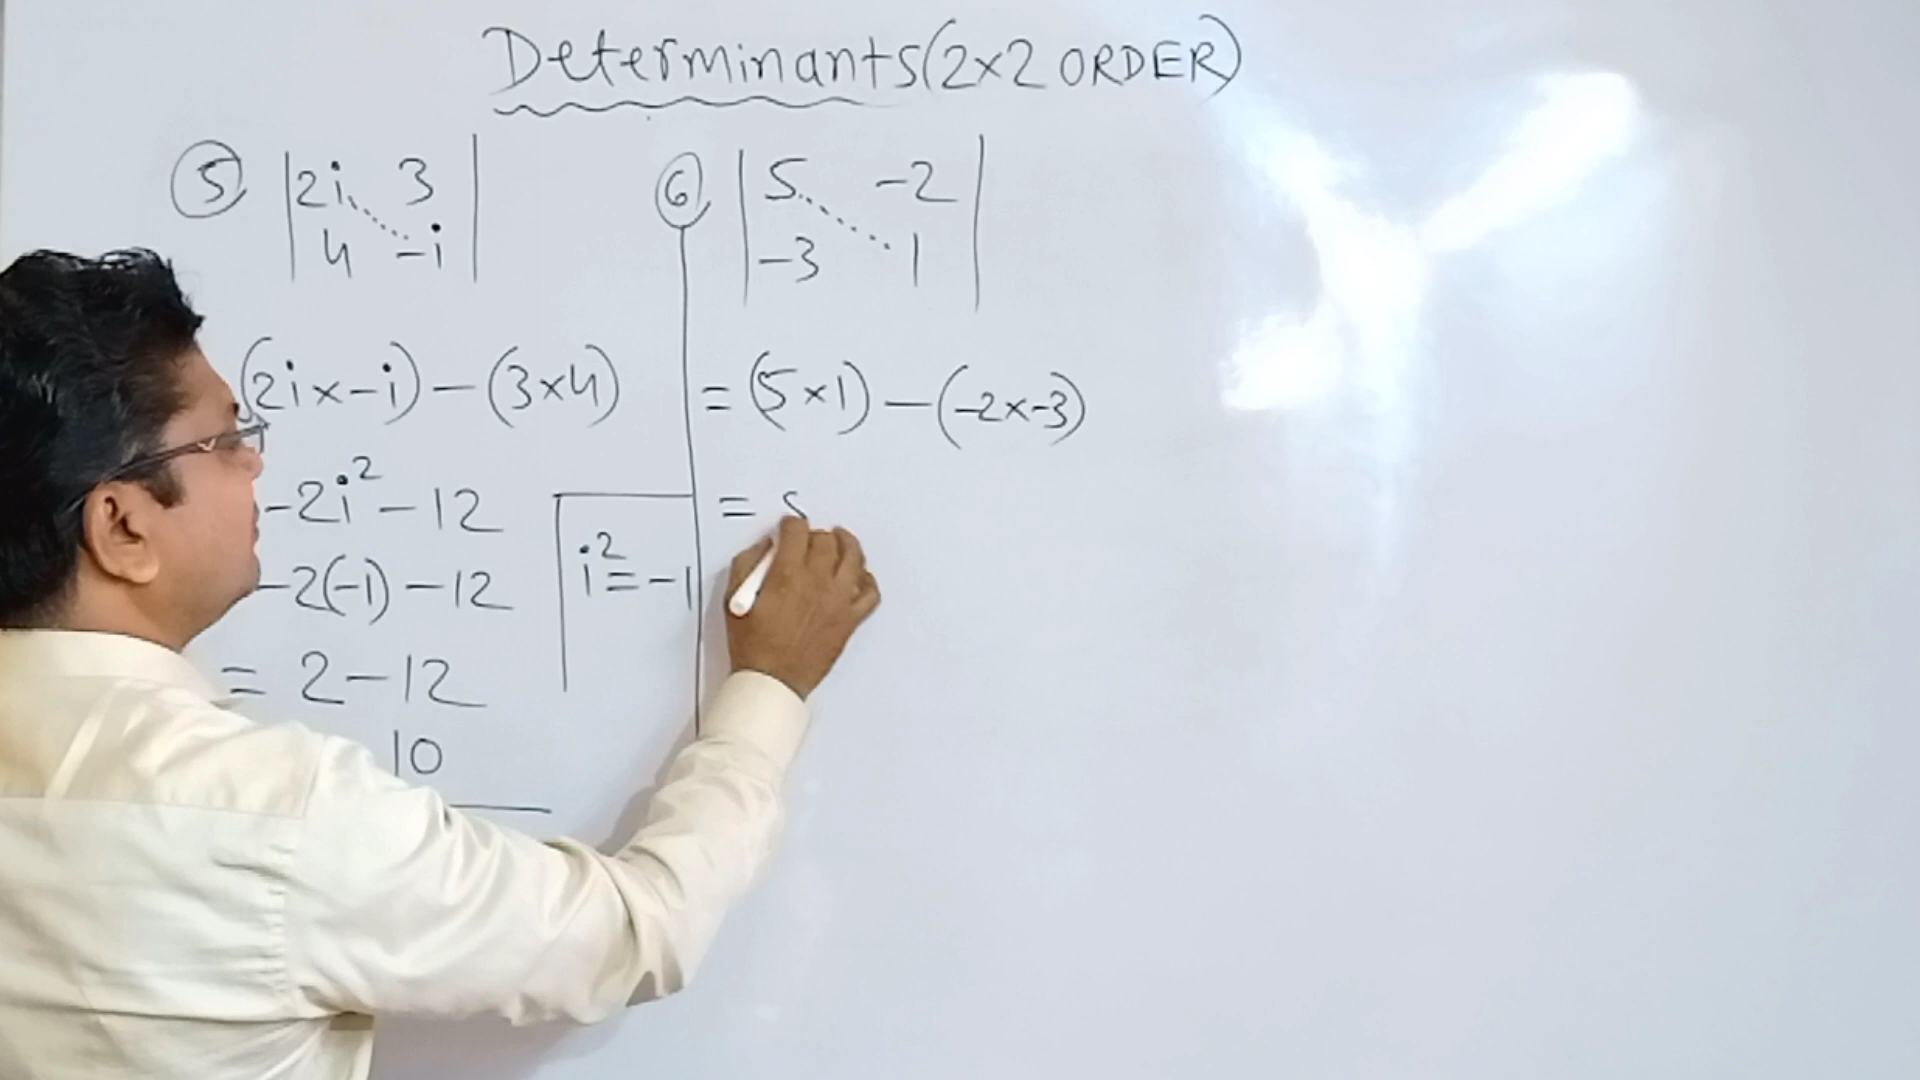 Determinants (2×2 ORDER)
5 |2i 3|
|4 -i|
(2i×-i) - (3×4)
-2i² - 12
-2(-1) - 12
i² = -1
= 2 - 12
10
6 |5 -2|
|-3 1|
= (5×1) - (-2×-3)
= 5